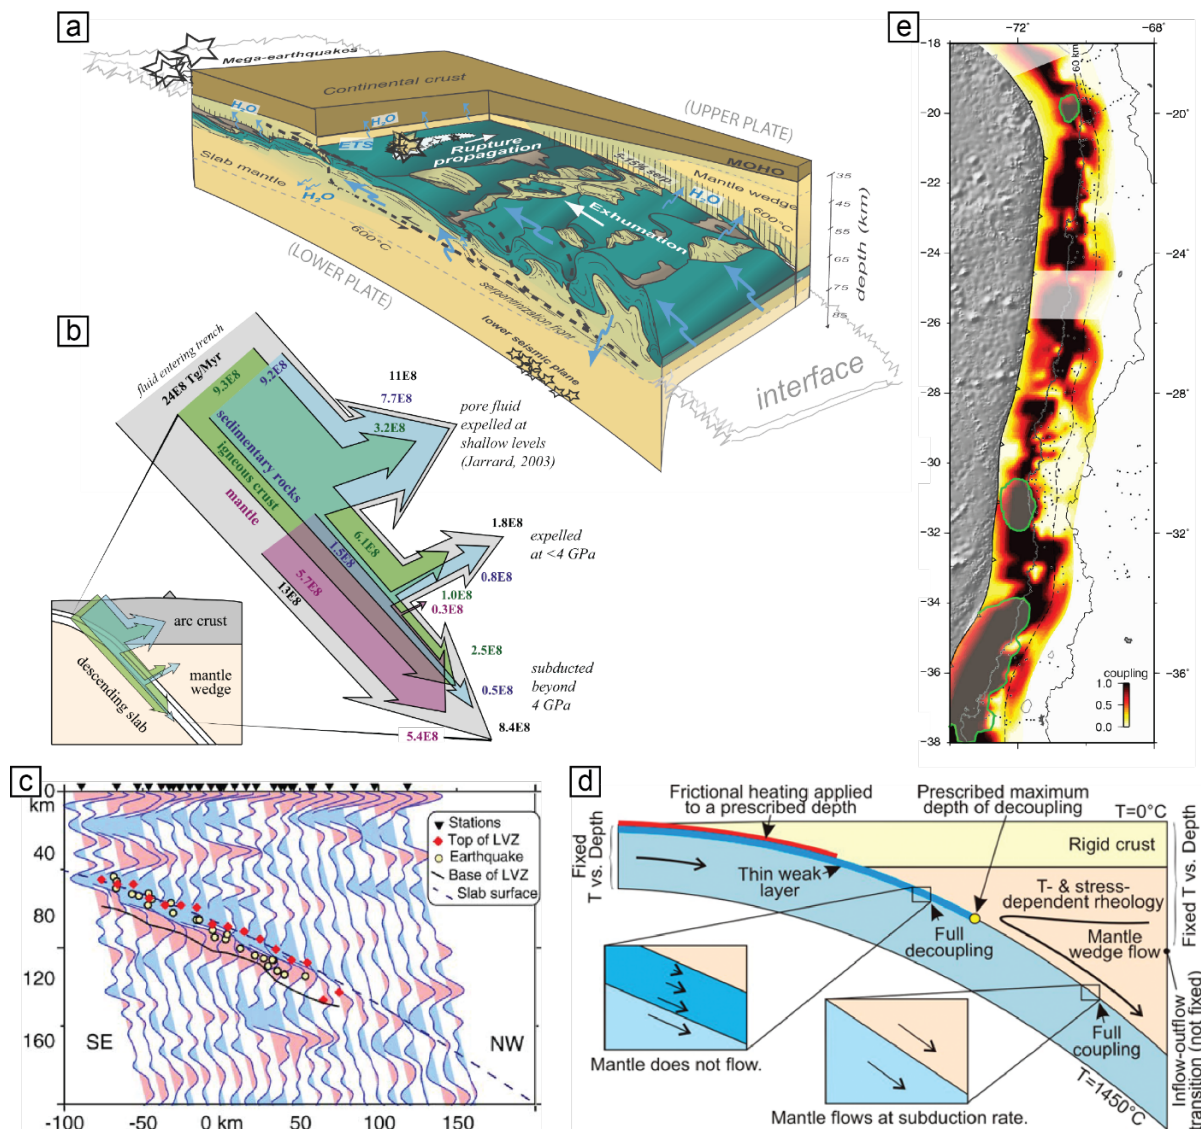 a
Mega-earthquakes
Continental crust
(UPPER PLATE)
H₂O
H₂O
ETS
Rupture
propagation
MOHO
Slab mantle
H₂O
5-15% sep.
Mantle wedge
H₂O
600°C
Exhumation
600°C
(LOWER PLATE)
serpentinization front
lower seismic plane
interface
35
45
55
65
75
85
depth (km)
b
fluid entering trench
24E8 Tg/Myr
9.3E8
9.2E8
11E8
7.7E8
3.2E8
pore fluid
expelled at
shallow levels
(Jarrard, 2003)
sedimentary rocks
igneous crust
mantle
6.1E8
1.5E8
5.7E8
13E8
1.8E8
expelled
at <4 GPa
0.8E8
1.0E8
0.3E8
2.5E8
0.5E8
subducted
beyond
4 GPa
8.4E8
5.4E8
arc crust
mantle
wedge
descending slab
c
0
km
40
80
120
160
Stations
Top of LVZ
Earthquake
Base of LVZ
Slab surface
SE
NW
-100
-50
0 km
50
100
150
d
Frictional heating applied
to a prescribed depth
Prescribed maximum
depth of decoupling
T=0°C
Fixed
T vs. Depth
Rigid crust
Thin weak
layer
T- & stress-
dependent rheology
Full
decoupling
Mantle
wedge flow
Fixed T vs. Depth
Full
coupling
Mantle does not flow.
Mantle flows at subduction rate.
T=1450°C
Inflow-outflow
transition (not fixed)
e
-72°
-68°
-18
60 km
-20
-20°
-22
-24
-24°
-26
-28
-28°
-30
-32
-32°
-34
-36
-36°
-38
coupling
1.0
0.5
0.0